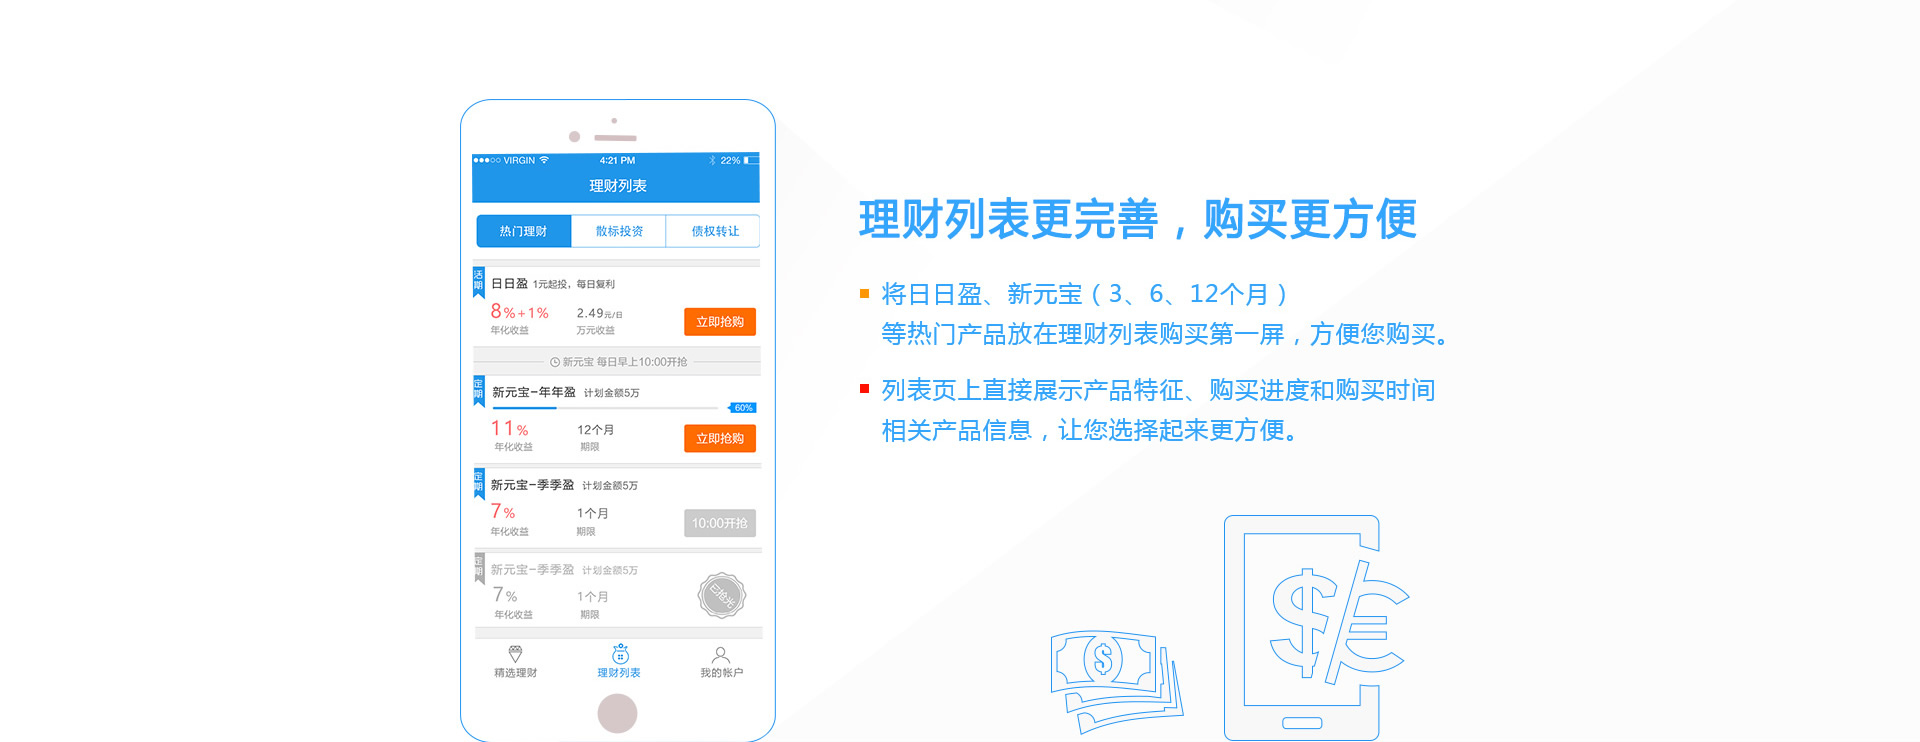 VIRGIN 4:21 PM 22%
理财列表
热门理财 散标投资 债权转让
活期
日日盈 1元起投，每日复利
8%+1% 2.49元/日 立即抢购
年化收益 万元收益
新元宝 每日早上10:00开抢
定期
新元宝-年年盈 计划金额5万
60%
11% 12个月 立即抢购
年化收益 期限
定期
新元宝-季季盈 计划金额5万
7% 1个月 10:00开抢
年化收益 期限
定期
新元宝-季季盈 计划金额5万
7% 1个月 已抢光
年化收益 期限
精选理财 理财列表 我的帐户
理财列表更完善，购买更方便
将日日盈、新元宝（3、6、12个月）
等热门产品放在理财列表购买第一屏，方便您购买。
列表页上直接展示产品特征、购买进度和购买时间
相关产品信息，让您选择起来更方便。